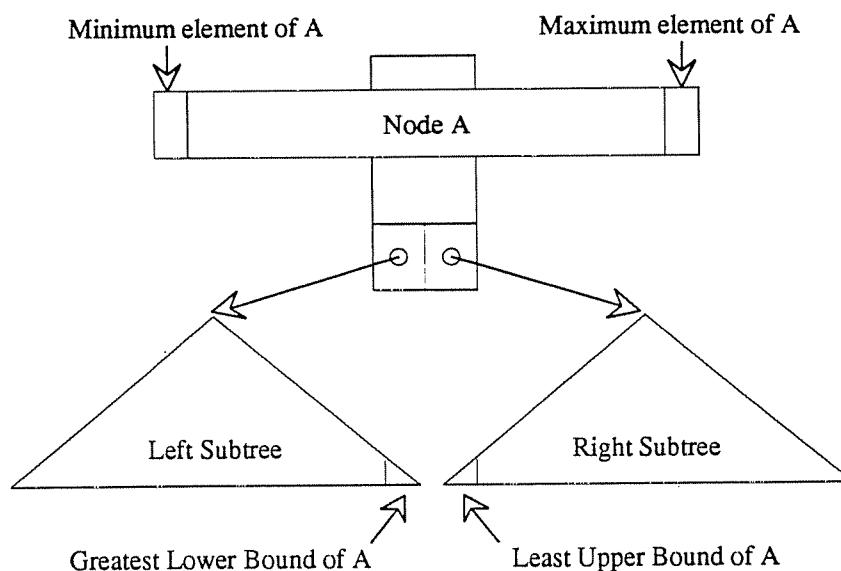 Minimum element of A
Maximum element of A
Node A
Left Subtree
Right Subtree
Greatest Lower Bound of A
Least Upper Bound of A